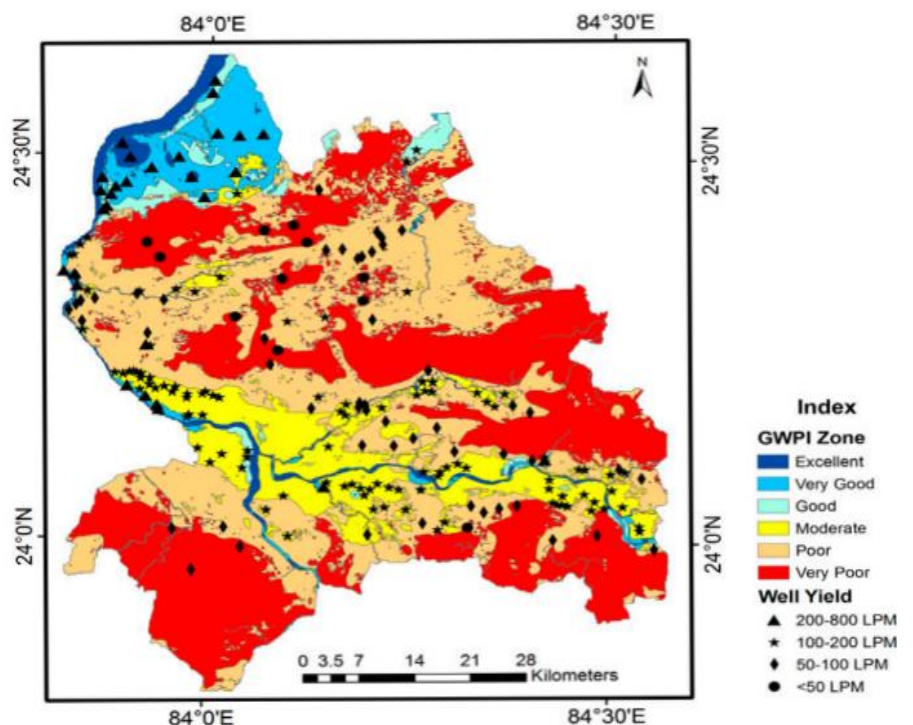 84°0'E 84°30'E
N
24°30'N 24°30'N
24°0'N 24°0'N
Index
GWPI Zone
Excellent
Very Good
Good
Moderate
Poor
Very Poor
Well Yield
200-800 LPM
100-200 LPM
50-100 LPM
<50 LPM
0 3.5 7 14 21 28
Kilometers
84°0'E 84°30'E